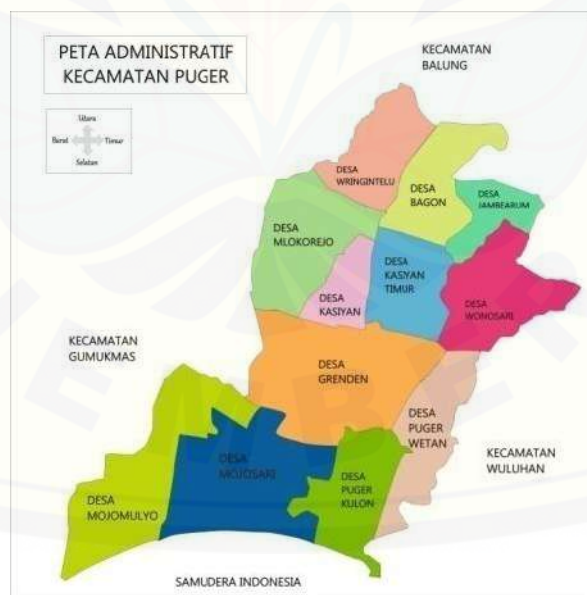 PETA ADMINISTRATIF
KECAMATAN PUGER
KECAMATAN
BALUNG
Utara
Barat
Timur
Selatan
DESA
WRINGINTELU
DESA
BAGON
DESA
JAMBEARUM
DESA
MLOKOREJO
DESA
KASIYAN
TIMUR
DESA
KASIYAN
DESA
WONOSARI
KECAMATAN
GUMUKMAS
DESA
GRENDEN
DESA
PUGER
WETAN
KECAMATAN
WULUHAN
DESA
MOJOSARI
DESA
PUGER
KULON
DESA
MOJOMULYO
SAMUDERA INDONESIA